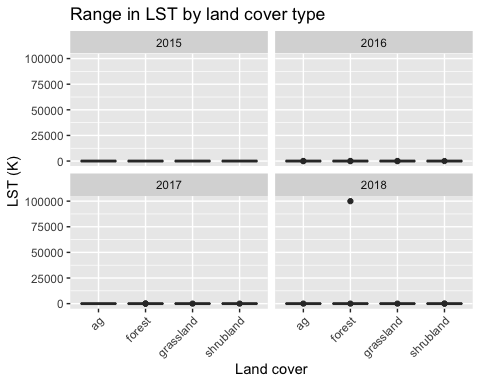 Range in LST by land cover type
2015
2016
100000
75000
50000
25000
0
2017
2018
100000
75000
50000
25000
0
LST (K)
ag
forest
grassland
shrubland
ag
forest
grassland
shrubland
Land cover